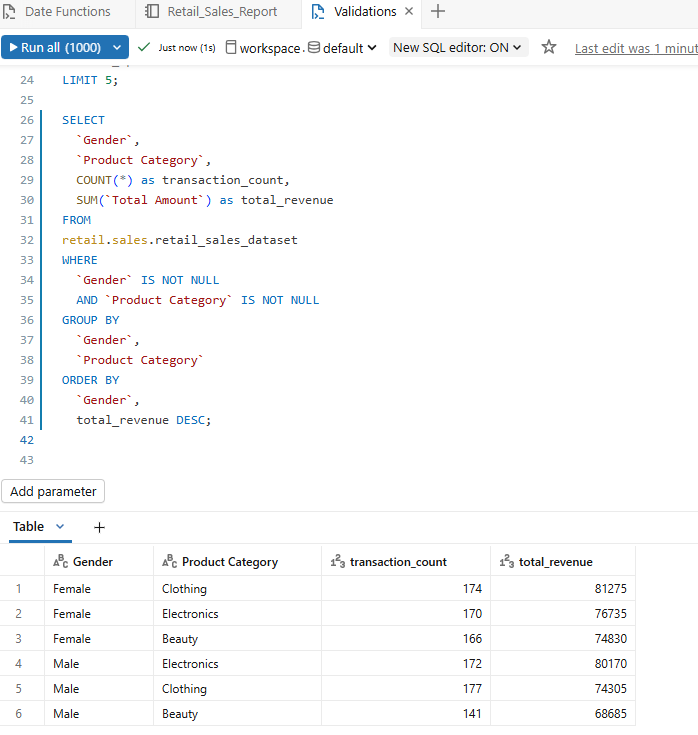 Date Functions Retail_Sales_Report Validations
Run all (1000) Just now (1s) workspace. default New SQL editor: ON Last edit was 1 minut
24 LIMIT 5;
25
26 SELECT
27 `Gender`,
28 `Product Category`,
29 COUNT(*) as transaction_count,
30 SUM(`Total Amount`) as total_revenue
31 FROM
32 retail.sales.retail_sales_dataset
33 WHERE
34 `Gender` IS NOT NULL
35 AND `Product Category` IS NOT NULL
36 GROUP BY
37 `Gender`,
38 `Product Category`
39 ORDER BY
40 `Gender`,
41 total_revenue DESC;
42
43
Add parameter
Table
ABC Gender ABC Product Category 123 transaction_count 123 total_revenue
1 Female Clothing 174 81275
2 Female Electronics 170 76735
3 Female Beauty 166 74830
4 Male Electronics 172 80170
5 Male Clothing 177 74305
6 Male Beauty 141 68685